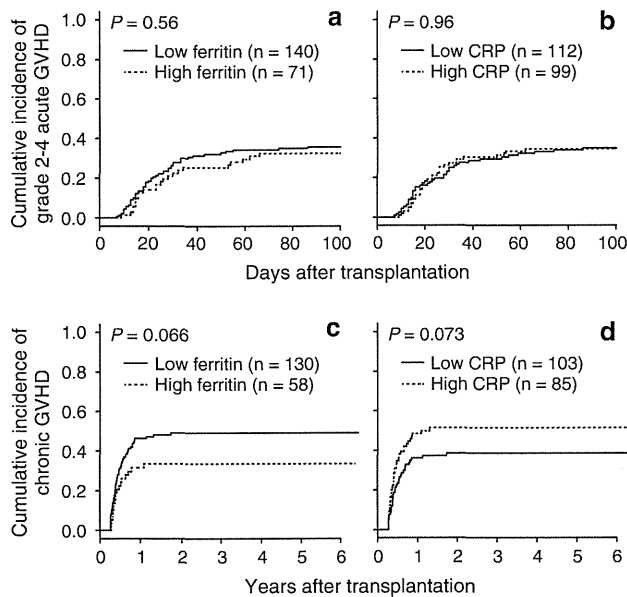 Cumulative incidence of
grade 2-4 acute GVHD
a
P = 0.56
Low ferritin (n = 140)
High ferritin (n = 71)
1.0
0.8
0.6
0.4
0.2
0.0
0 20 40 60 80 100
b
P = 0.96
Low CRP (n = 112)
High CRP (n = 99)
0 20 40 60 80 100
Days after transplantation
Cumulative incidence of
chronic GVHD
c
P = 0.066
Low ferritin (n = 130)
High ferritin (n = 58)
1.0
0.8
0.6
0.4
0.2
0.0
0 1 2 3 4 5 6
d
P = 0.073
Low CRP (n = 103)
High CRP (n = 85)
0 1 2 3 4 5 6
Years after transplantation